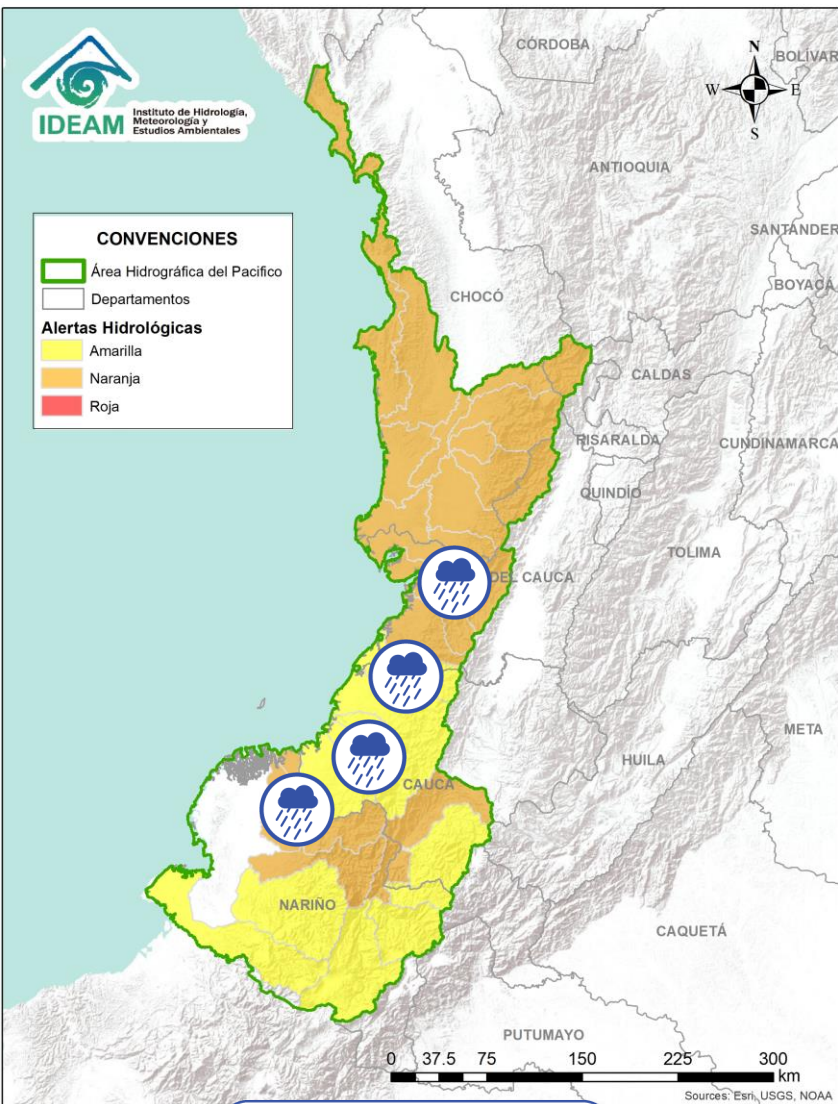 IDEAM
Instituto de Hidrología,
Meteorología y
Estudios Ambientales
CÓRDOBA
BOLÍVAR
N
W
E
S
ANTIOQUIA
SANTANDER
BOYACÁ
CONVENCIONES
Área Hidrográfica del Pacifico
Departamentos
Alertas Hidrológicas
Amarilla
Naranja
Roja
CHOCÓ
CALDAS
RISARALDA
CUNDINAMARCA
QUINDÍO
TOLIMA
DEL CAUCA
META
HUILA
CAUCA
NARIÑO
CAQUETÁ
PUTUMAYO
0 37.5 75 150 225 300
km
Sources: Esri, USGS, NOAA